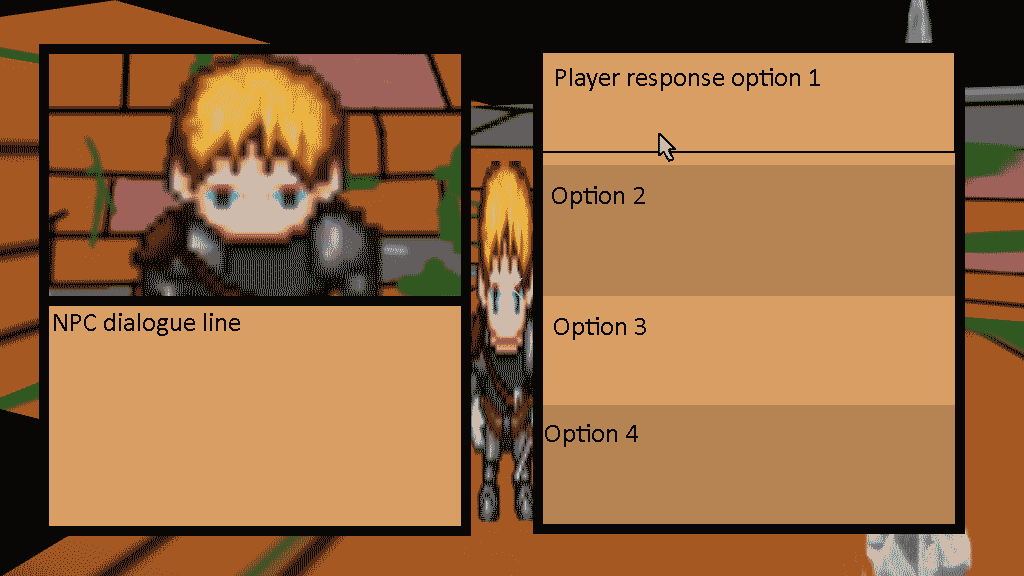 NPC dialogue line
Player response option 1
Option 2
Option 3
Option 4